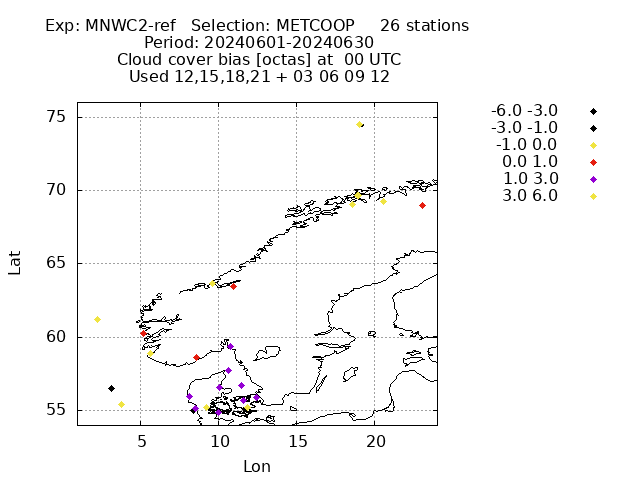 Exp: MNWC2-ref   Selection: METCOOP     26 stations
Period: 20240601-20240630
Cloud cover bias [octas] at  00 UTC
Used 12,15,18,21 + 03 06 09 12
-6.0 -3.0
-3.0 -1.0
-1.0 0.0
0.0 1.0
1.0 3.0
3.0 6.0
75
70
65
60
55
Lat
5 10 15 20
Lon